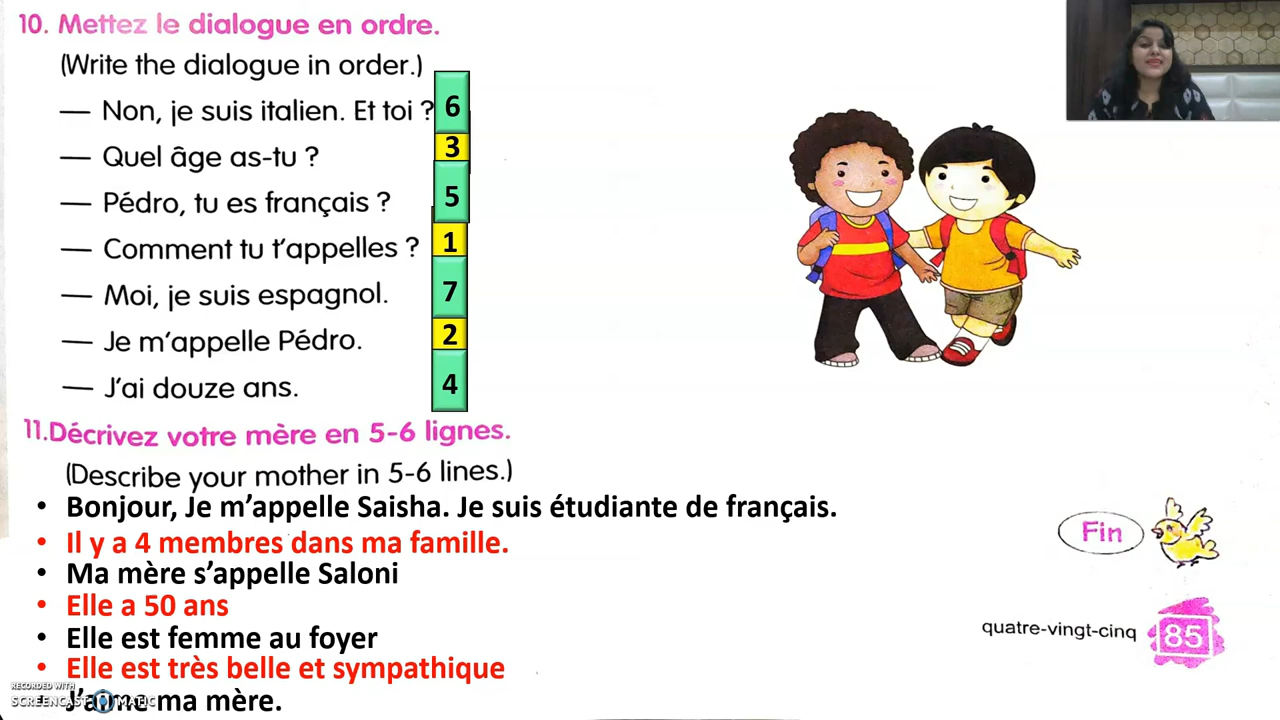 10. Mettez le dialogue en ordre.
(Write the dialogue in order.)
— Non, je suis italien. Et toi ? 6
— Quel âge as-tu ? 3
— Pédro, tu es français ? 5
— Comment tu t'appelles ? 1
— Moi, je suis espagnol. 7
— Je m'appelle Pédro. 2
— J'ai douze ans. 4
11. Décrivez votre mère en 5-6 lignes.
(Describe your mother in 5-6 lines.)
• Bonjour, Je m’appelle Saisha. Je suis étudiante de français.
• Il y a 4 membres dans ma famille.
• Ma mère s’appelle Saloni
• Elle a 50 ans
• Elle est femme au foyer
• Elle est très belle et sympathique
• J’aime ma mère.
Fin
quatre-vingt-cinq 85
RECORDED WITH
SCREENCAST MATIC